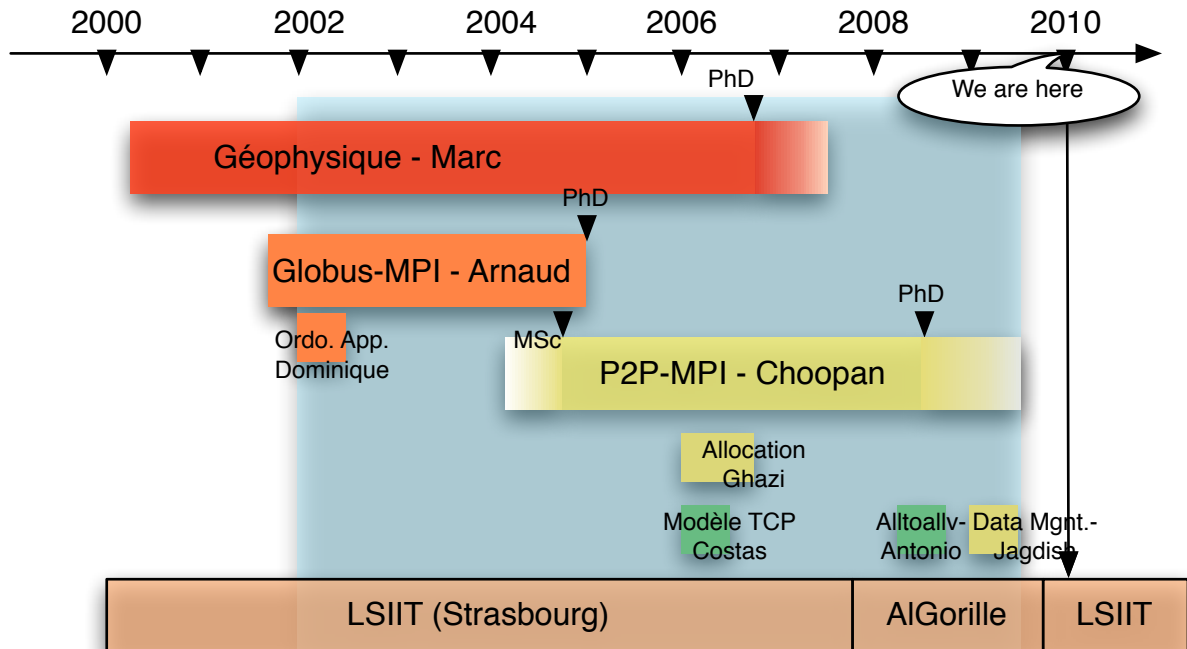 2000 2002 2004 2006 2008 2010
We are here
PhD
Géophysique - Marc
PhD
Globus-MPI - Arnaud
PhD
Ordo. App.
Dominique
MSc
P2P-MPI - Choopan
Allocation
Ghazi
Modèle TCP
Costas
Alltoallv-
Antonio
Data Mgnt.-
Jagdish
LSIIT (Strasbourg) AlGorille LSIIT